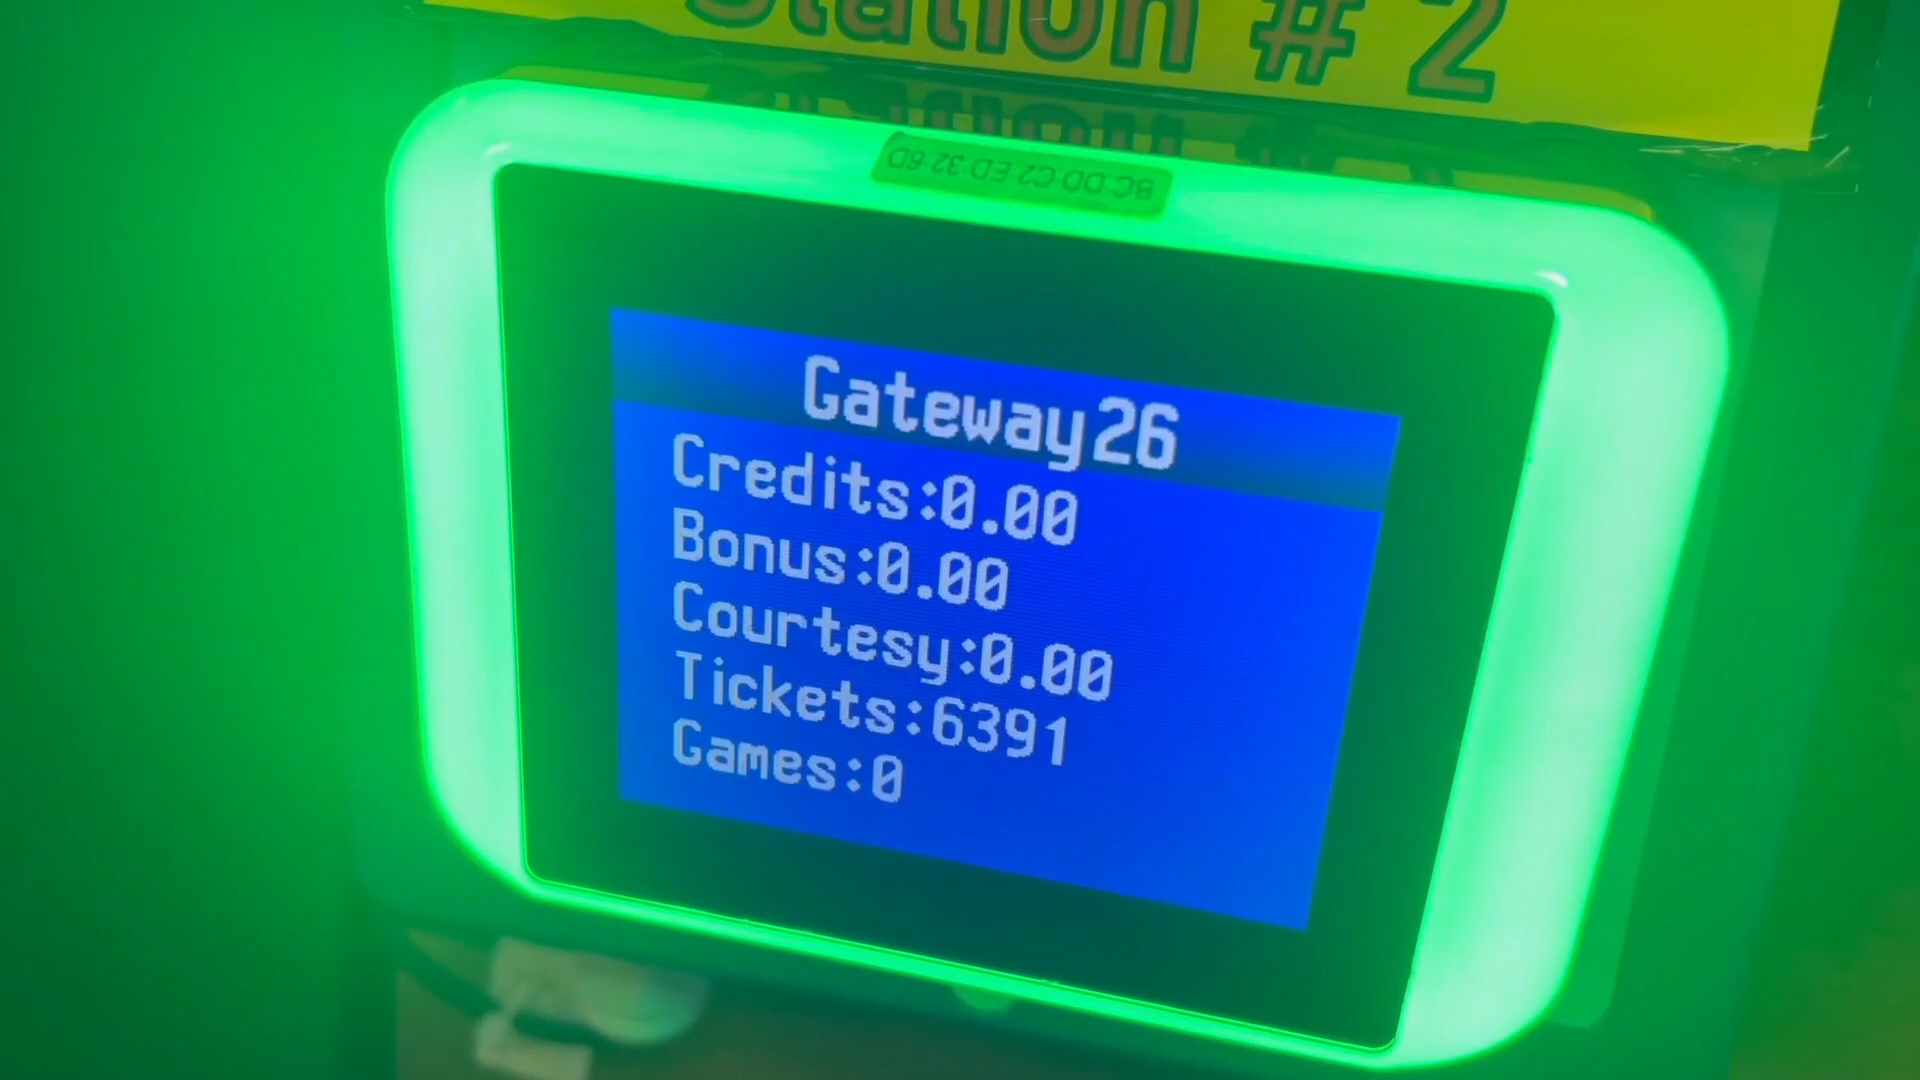 Station # 2
BC DD C2 ED 32 6D
Gateway26
Credits:0.00
Bonus:0.00
Courtesy:0.00
Tickets:6391
Games:0